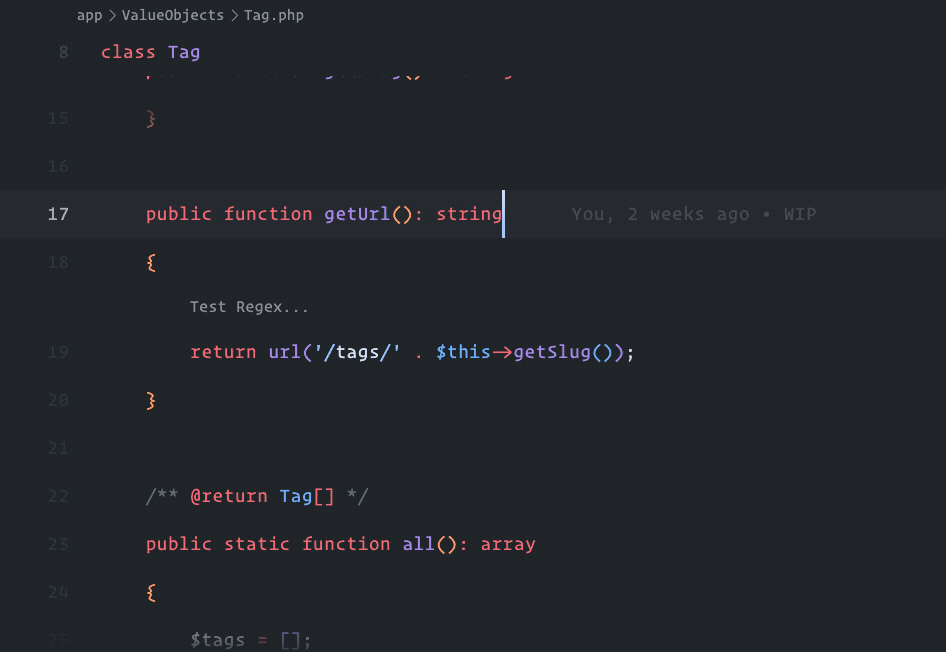 app > ValueObjects > Tag.php
8 class Tag
15 }
16
17 public function getUrl(): string You, 2 weeks ago • WIP
18 {
Test Regex...
19 return url('/tags/' . $this->getSlug());
20 }
21
22 /** @return Tag[] */
23 public static function all(): array
24 {
25 $tags = [];